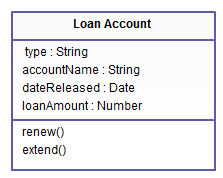 Loan Account
type : String
accountName : String
dateReleased : Date
loanAmount : Number
renew()
extend()